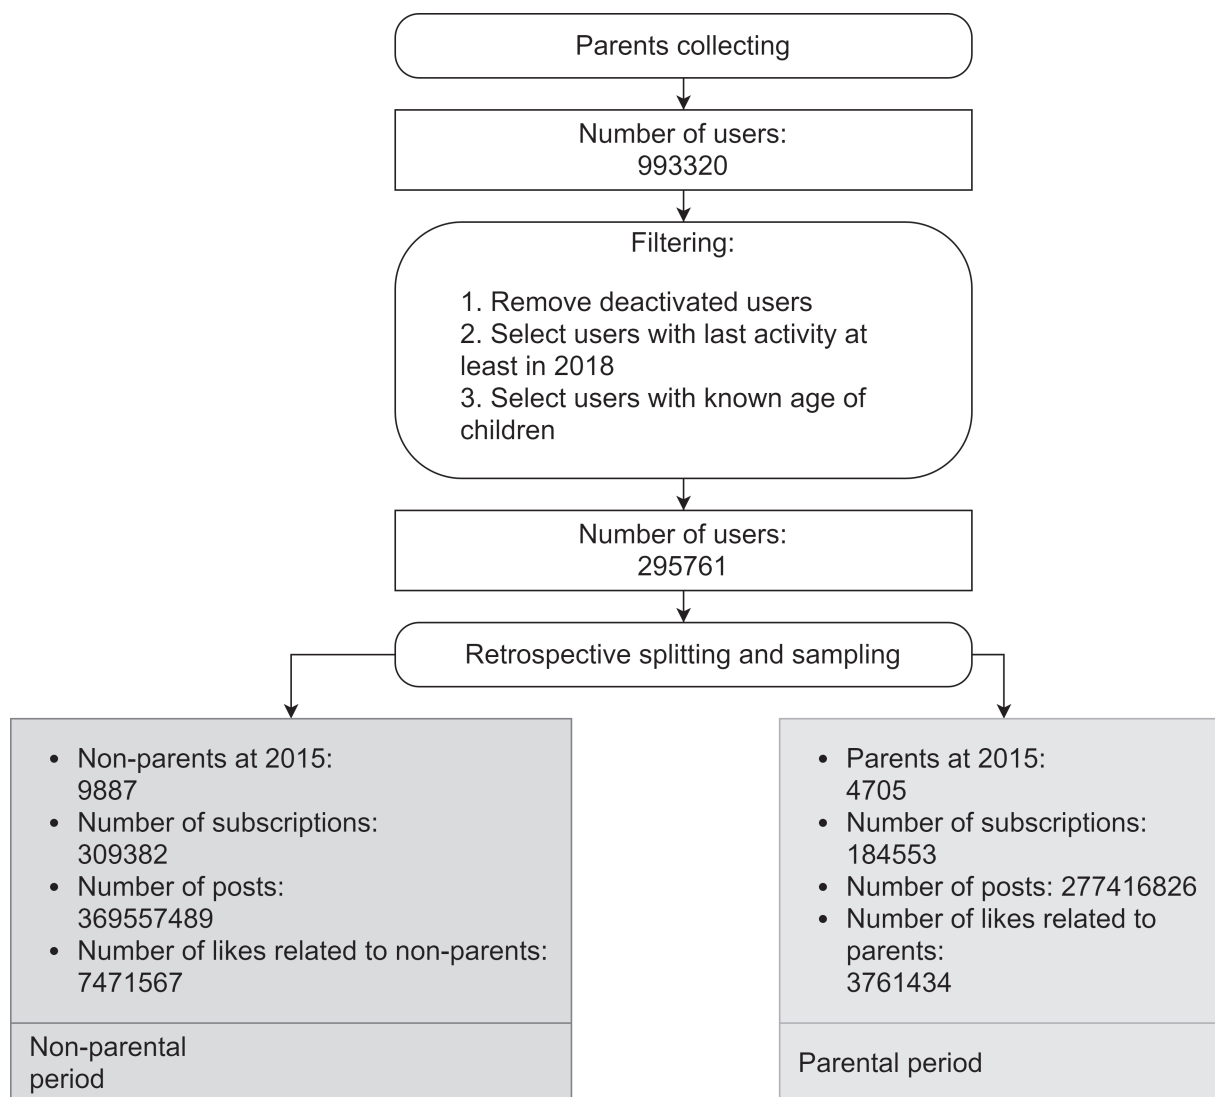 Parents collecting
Number of users:
993320
Filtering:
1. Remove deactivated users
2. Select users with last activity at
least in 2018
3. Select users with known age of
children
Number of users:
295761
Retrospective splitting and sampling
• Non-parents at 2015:
9887
• Number of subscriptions:
309382
• Number of posts:
369557489
• Number of likes related to non-parents:
7471567
Non-parental
period
• Parents at 2015:
4705
• Number of subscriptions:
184553
• Number of posts: 277416826
• Number of likes related to
parents:
3761434
Parental period